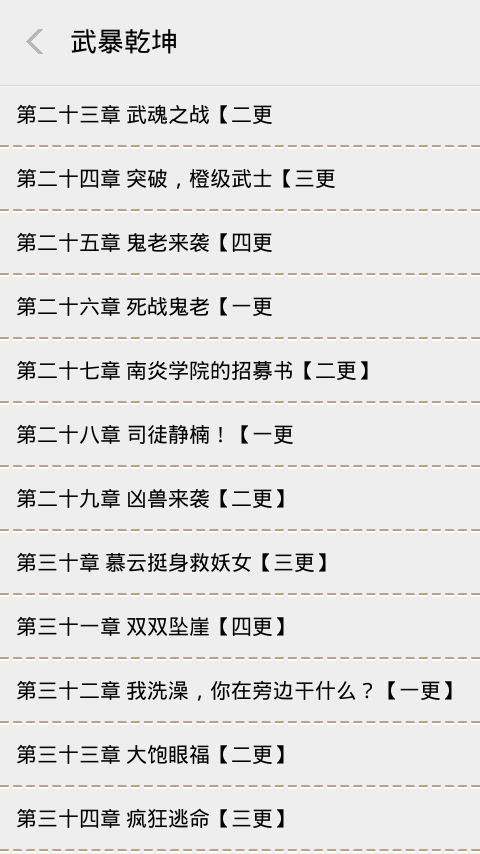 武暴乾坤
第二十三章 武魂之战【二更
第二十四章 突破，橙级武士【三更
第二十五章 鬼老来袭【四更
第二十六章 死战鬼老【一更
第二十七章 南炎学院的招募书【二更】
第二十八章 司徒静楠！【一更
第二十九章 凶兽来袭【二更】
第三十章 慕云挺身救妖女【三更】
第三十一章 双双坠崖【四更】
第三十二章 我洗澡，你在旁边干什么？【一更】
第三十三章 大饱眼福【二更】
第三十四章 疯狂逃命【三更】